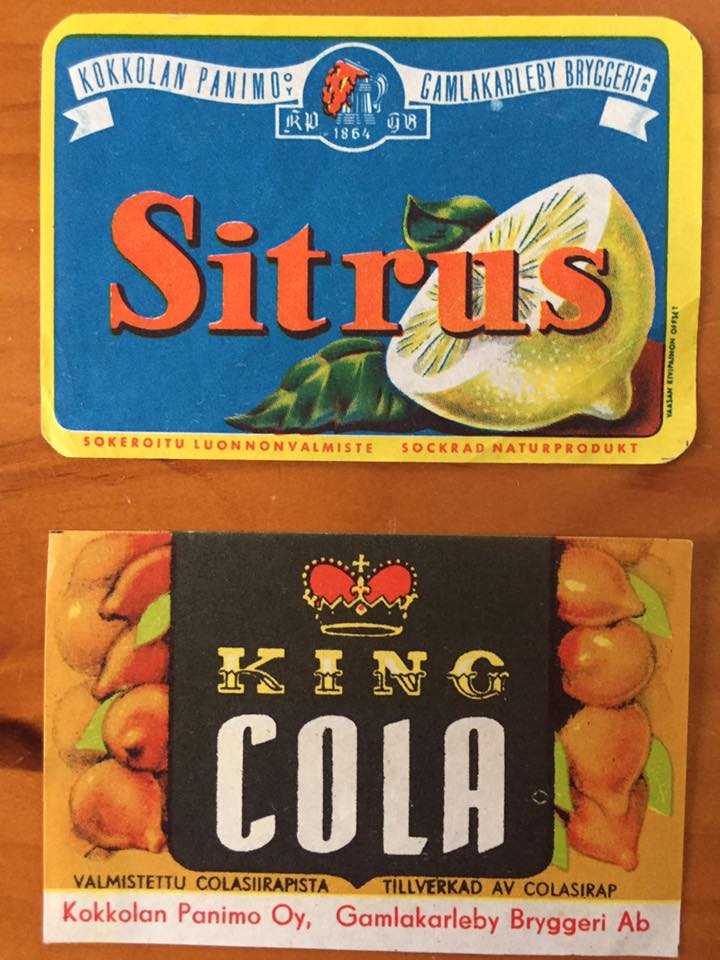 KOKKOLAN PANIMO OY
GAMLAKARLEBY BRYGGERI AB
KP 1864 GB
Sitrus
VAASAN KIVIPAINON OFFSET
SOKEROITU LUONNONVALMISTE SOCKRAD NATURPRODUKT
KING
COLA
VALMISTETTU COLASIIRAPISTA TILLVERKAD AV COLASIRAP
Kokkolan Panimo Oy, Gamlakarleby Bryggeri Ab